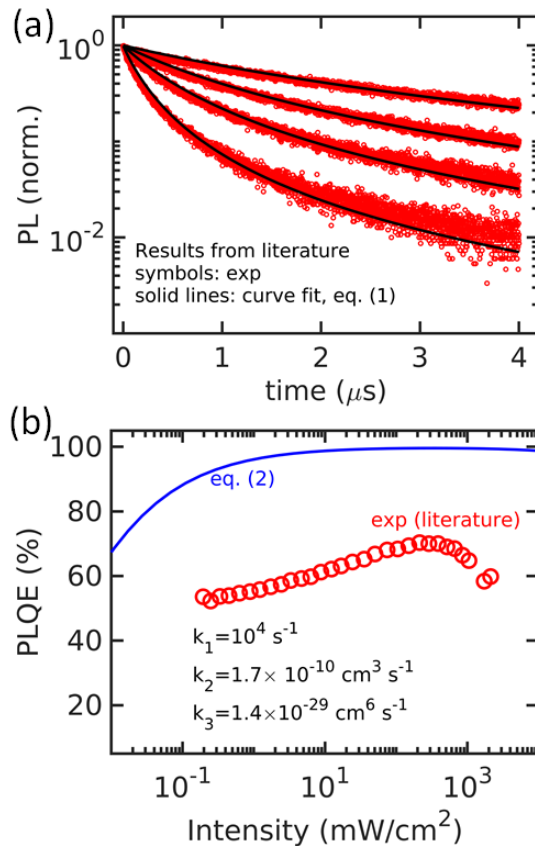 (a)
10⁰
10⁻²
PL (norm.)
Results from literature
symbols: exp
solid lines: curve fit, eq. (1)
0 1 2 3 4
time (μs)
(b)
100
80
60
40
20
PLQE (%)
eq. (2)
exp (literature)
k₁=10⁴ s⁻¹
k₂=1.7× 10⁻¹⁰ cm³ s⁻¹
k₃=1.4×10⁻²⁹ cm⁶ s⁻¹
10⁻¹ 10¹ 10³
Intensity (mW/cm²)